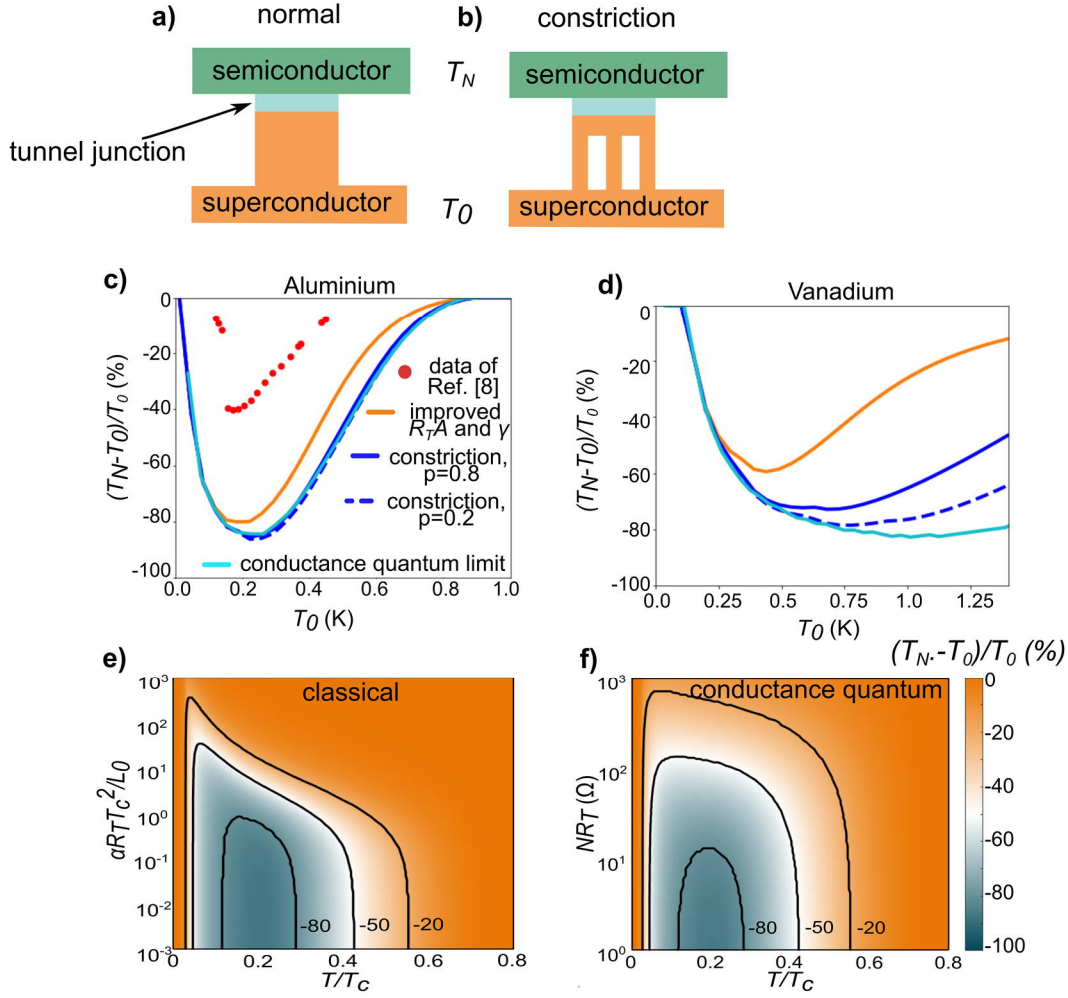 a)
normal
b)
constriction
semiconductor
T_N
semiconductor
tunnel junction
superconductor
T0
superconductor
c)
Aluminium
d)
Vanadium
0
-20
-40
-60
-80
-100
(T_N-T0)/T_0 (%)
data of
Ref. [8]
improved
R_TA and γ
constriction,
p=0.8
constriction,
p=0.2
conductance quantum limit
0.0 0.2 0.4 0.6 0.8 1.0
T0 (K)
0
-20
-40
-60
-80
-100
(T_N-T0)/T_0 (%)
0.0 0.25 0.50 0.75 1.0 1.25
T0 (K)
e)
classical
10^3
10^2
10^1
10^0
10^-1
10^-2
10^-3
αR_TT_C^2/L_0
-80 -50 -20
0 0.2 0.4 0.6 0.8
T/T_C
f)
conductance quantum
(T_N.-T_0)/T_0 (%)
10^3
10^2
10^1
10^0
NR_T (Ω)
-80 -50 -20
0 0.2 0.4 0.6 0.8
T/T_C
0
-20
-40
-60
-80
-100